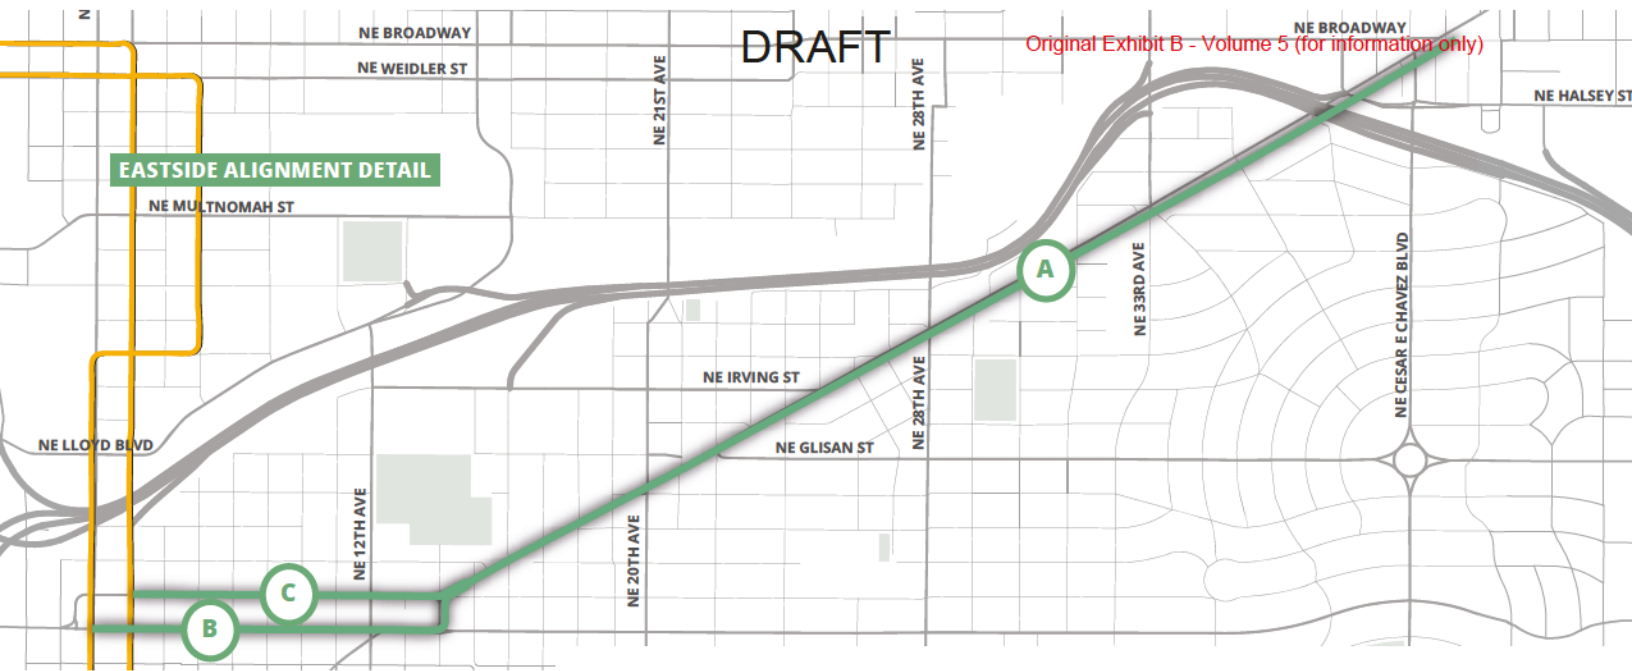 N
NE BROADWAY
DRAFT
NE BROADWAY
Original Exhibit B - Volume 5 (for information only)
NE WEIDLER ST
NE 21ST AVE
NE 28TH AVE
NE HALSEY ST
EASTSIDE ALIGNMENT DETAIL
NE MULTNOMAH ST
A
NE 33RD AVE
NE CESAR E CHAVEZ BLVD
NE IRVING ST
NE 28TH AVE
NE LLOYD BLVD
NE GLISAN ST
NE 12TH AVE
NE 20TH AVE
C
B